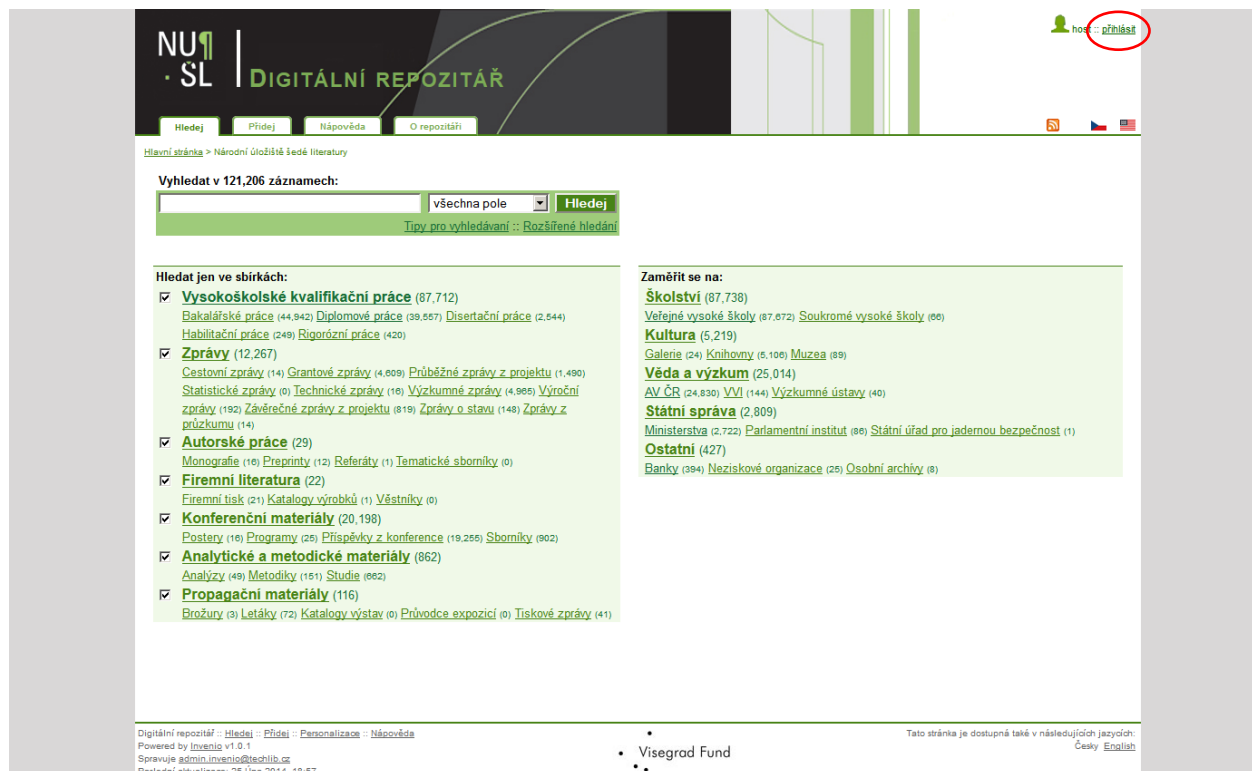 NU¶
· ŠL
DIGITÁLNÍ REPOZITÁŘ
host :: přihlásit
Hledej Přidej Nápověda O repozitáři
Hlavní stránka > Národní úložiště šedé literatury
Vyhledat v 121,206 záznamech:
všechna pole Hledej
Tipy pro vyhledávaní :: Rozšířené hledání
Hledat jen ve sbírkách:
Vysokoškolské kvalifikační práce (87,712)
Bakalářské práce (44,942) Diplomové práce (39,557) Disertační práce (2,544)
Habilitační práce (249) Rigorózní práce (420)
Zprávy (12,267)
Cestovní zprávy (14) Grantové zprávy (4,609) Průběžné zprávy z projektu (1,490)
Statistické zprávy (0) Technické zprávy (16) Výzkumné zprávy (4,965) Výroční
zprávy (192) Závěrečné zprávy z projektu (819) Zprávy o stavu (148) Zprávy z
průzkumu (14)
Autorské práce (29)
Monografie (16) Preprinty (12) Referáty (1) Tematické sborníky (0)
Firemní literatura (22)
Firemní tisk (21) Katalogy výrobků (1) Věstníky (0)
Konferenční materiály (20,198)
Postery (16) Programy (25) Příspěvky z konference (19,255) Sborníky (902)
Analytické a metodické materiály (862)
Analýzy (49) Metodiky (151) Studie (662)
Propagační materiály (116)
Brožury (3) Letáky (72) Katalogy výstav (0) Průvodce expozicí (0) Tiskové zprávy (41)
Zaměřit se na:
Školství (87,738)
Veřejné vysoké školy (87,672) Soukromé vysoké školy (66)
Kultura (5,219)
Galerie (24) Knihovny (5,106) Muzea (89)
Věda a výzkum (25,014)
AV ČR (24,830) VVI (144) Výzkumné ústavy (40)
Státní správa (2,809)
Ministerstva (2,722) Parlamentní institut (86) Státní úřad pro jadernou bezpečnost (1)
Ostatní (427)
Banky (394) Neziskové organizace (25) Osobní archívy (8)
Digitální repozitář :: Hledej :: Přidej :: Personalizace :: Nápověda
Powered by Invenio v1.0.1
Spravuje admin.invenio@techlib.cz
Poslední aktualizace: 25 Úno 2014, 18:57
Visegrad Fund
Tato stránka je dostupná také v následujících jazycích:
Česky English